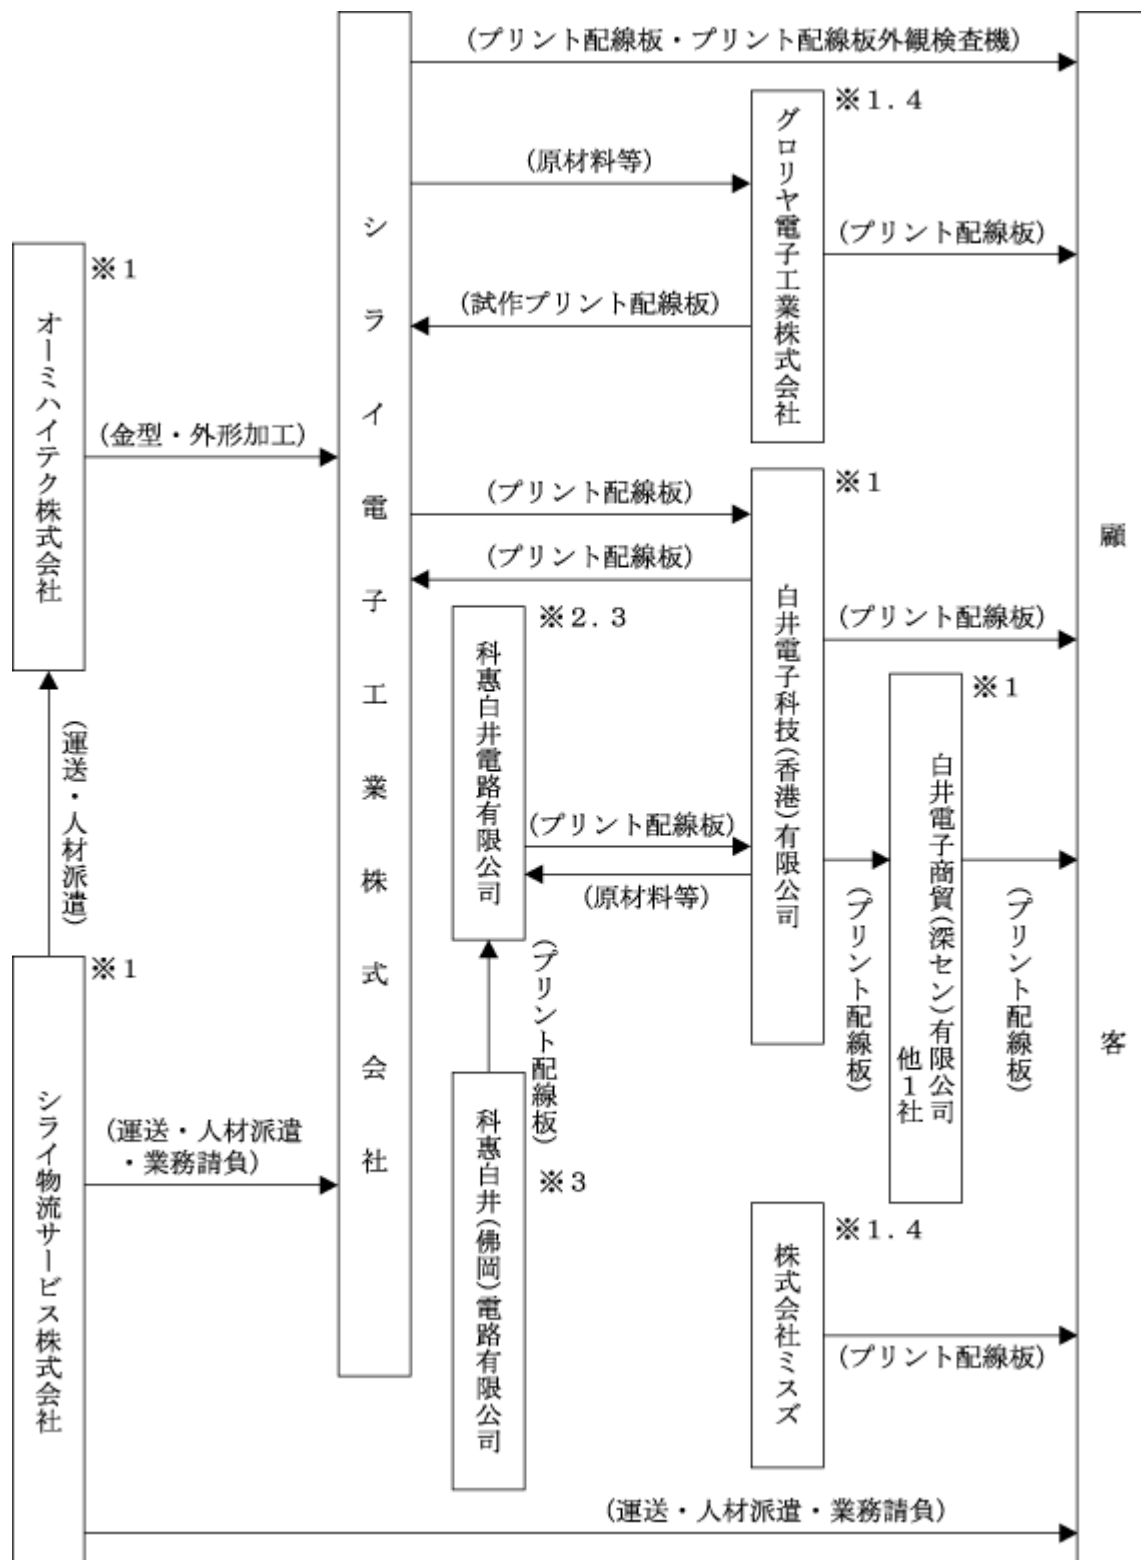 (プリント配線板・プリント配線板外観検査機)
※1.4
グロリヤ電子工業株式会社
(原材料等)
(プリント配線板)
(試作プリント配線板)
シライ電子工業株式会社
※1
オーミハイテク株式会社
(金型・外形加工)
(プリント配線板)
※1
(プリント配線板)
白井電子科技(香港)有限公司
(プリント配線板)
顧客
※2.3
科惠白井電路有限公司
※1
白井電子商貿(深セン)有限公司
他1社
(運送・人材派遣)
(プリント配線板)
(原材料等)
(プリント配線板)
(プリント配線板)
(プリント配線板)
※1
シライ物流サービス株式会社
(運送・人材派遣
・業務請負)
科惠白井(佛岡)電路有限公司
※3
※1.4
株式会社ミスズ
(プリント配線板)
(運送・人材派遣・業務請負)